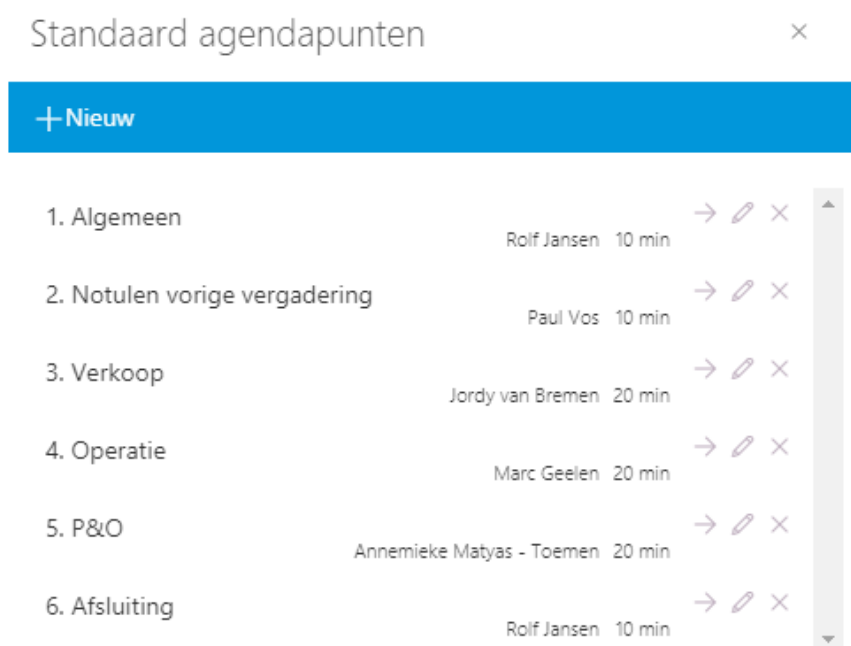 Standaard agendapunten
Nieuw
1. Algemeen
Rolf Jansen 10 min
2. Notulen vorige vergadering
Paul Vos 10 min
3. Verkoop
Jordy van Bremen 20 min
4. Operatie
Marc Geelen 20 min
5. P&O
Annemieke Matyas - Toemen 20 min
6. Afsluiting
Rolf Jansen 10 min